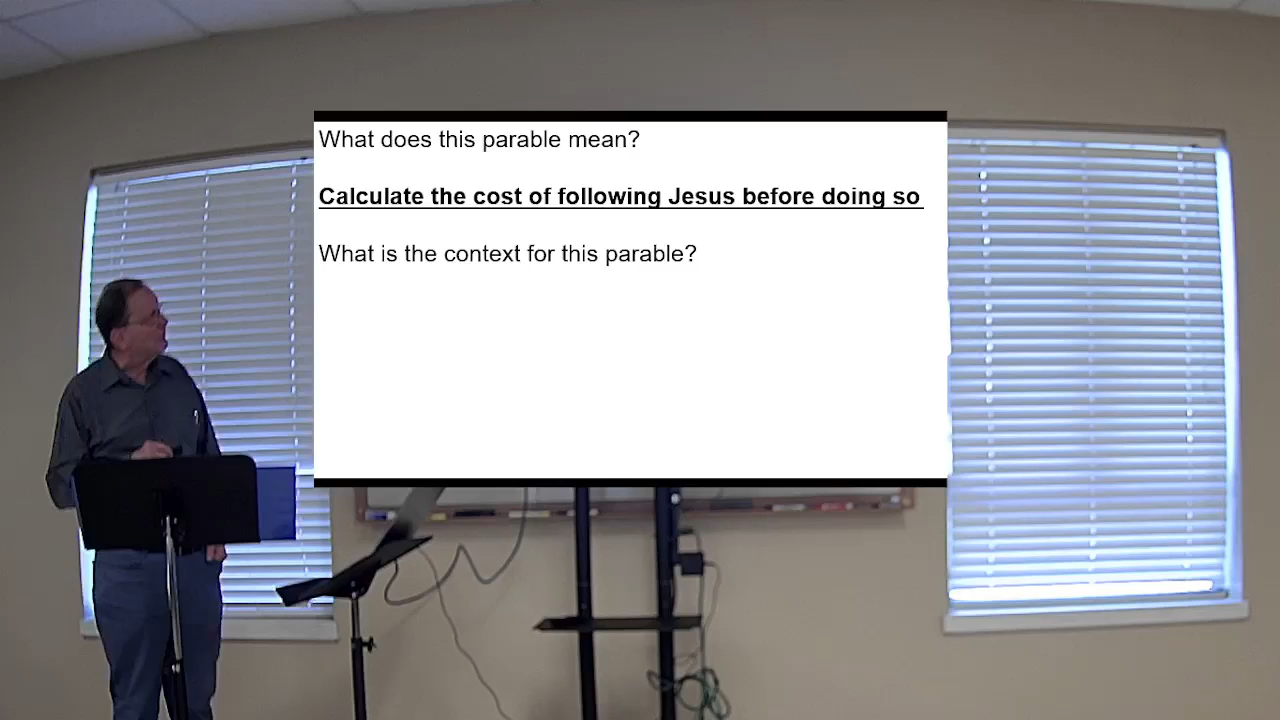 What does this parable mean?
Calculate the cost of following Jesus before doing so
What is the context for this parable?